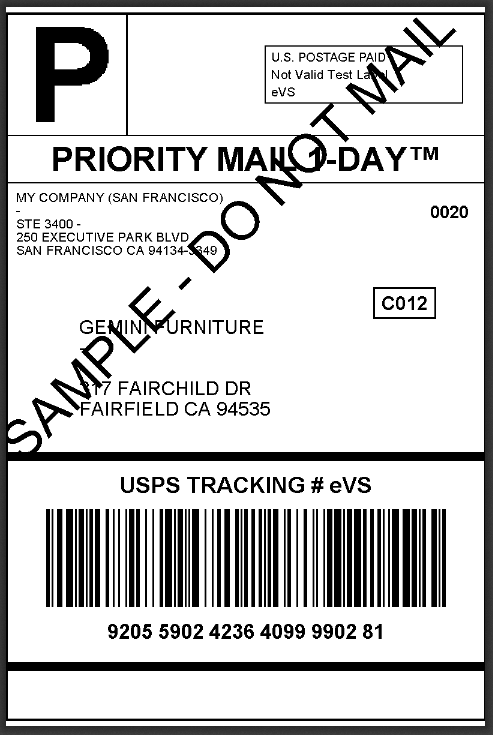 P
U.S. POSTAGE PAID
Not Valid Test Label
eVS
PRIORITY MAIL 1-DAY™
MY COMPANY (SAN FRANCISCO)
-
STE 3400 -
250 EXECUTIVE PARK BLVD
SAN FRANCISCO CA 94134-3349
0020
C012
GEMINI FURNITURE
-
317 FAIRCHILD DR
FAIRFIELD CA 94535
SAMPLE - DO NOT MAIL
USPS TRACKING # eVS
9205 5902 4236 4099 9902 81